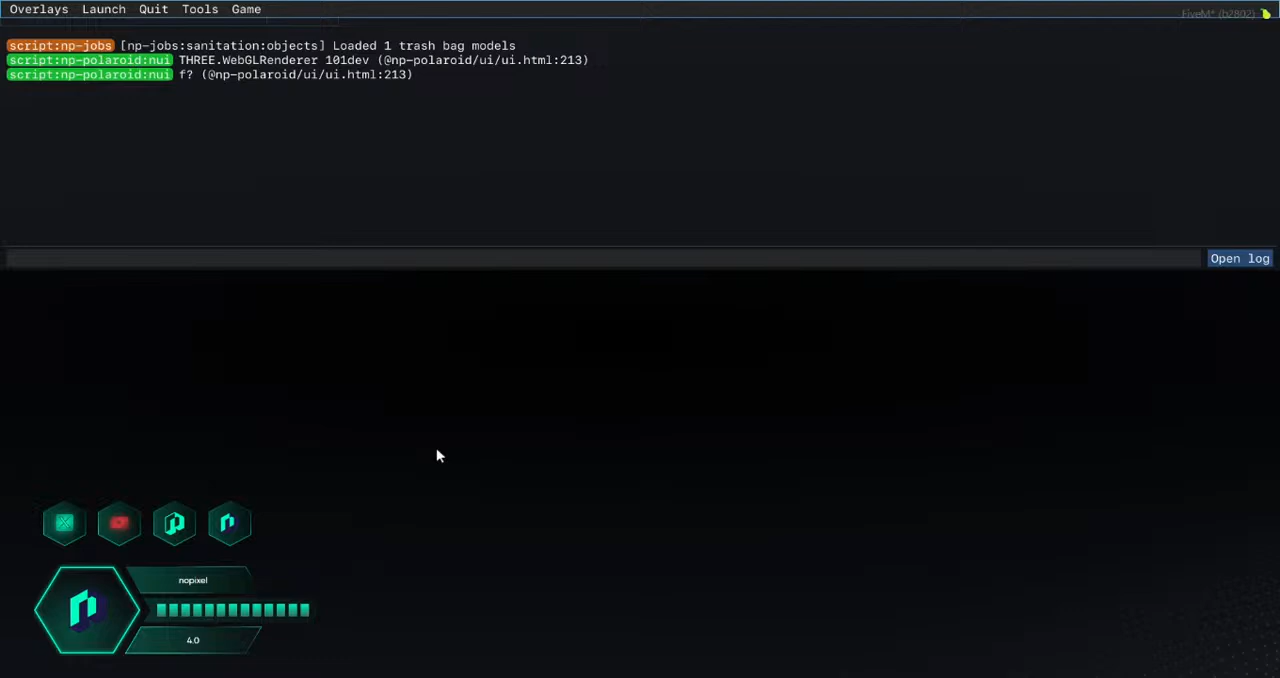 Overlays Launch Quit Tools Game
FiveM* (b2802)
script:np-jobs [np-jobs:sanitation:objects] Loaded 1 trash bag models
script:np-polaroid:nui THREE.WebGLRenderer 101dev (@np-polaroid/ui/ui.html:213)
script:np-polaroid:nui f? (@np-polaroid/ui/ui.html:213)
Open log
nopixel
4.0